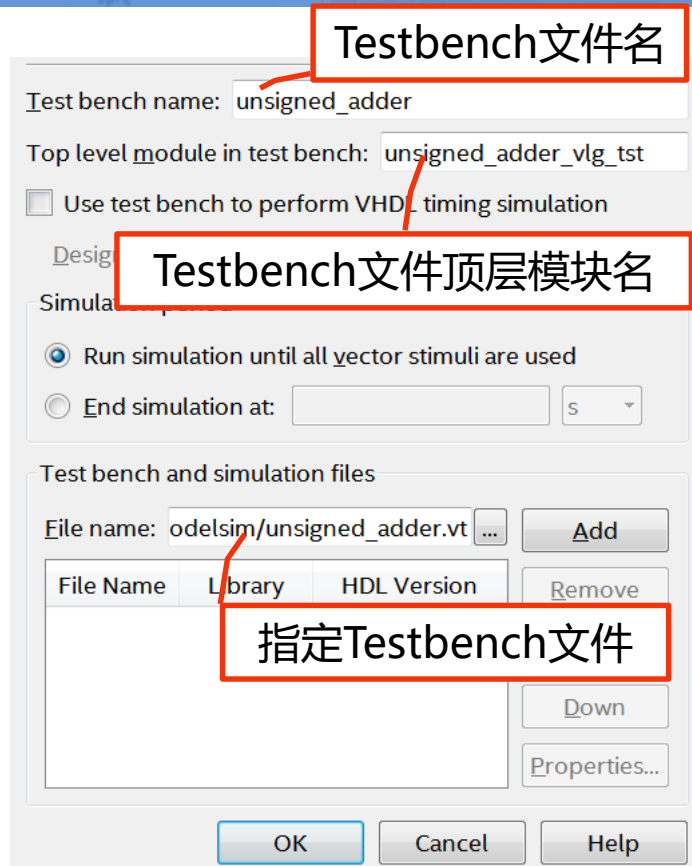 Testbench文件名
Test bench name: unsigned_adder
Top level module in test bench: unsigned_adder_vlg_tst
Use test bench to perform VHDL timing simulation
Testbench文件顶层模块名
Run simulation until all vector stimuli are used
End simulation at: s
Test bench and simulation files
File name: odelsim/unsigned_adder.vt ... Add
File Name Library HDL Version Remove
指定Testbench文件
Down
Properties...
OK Cancel Help